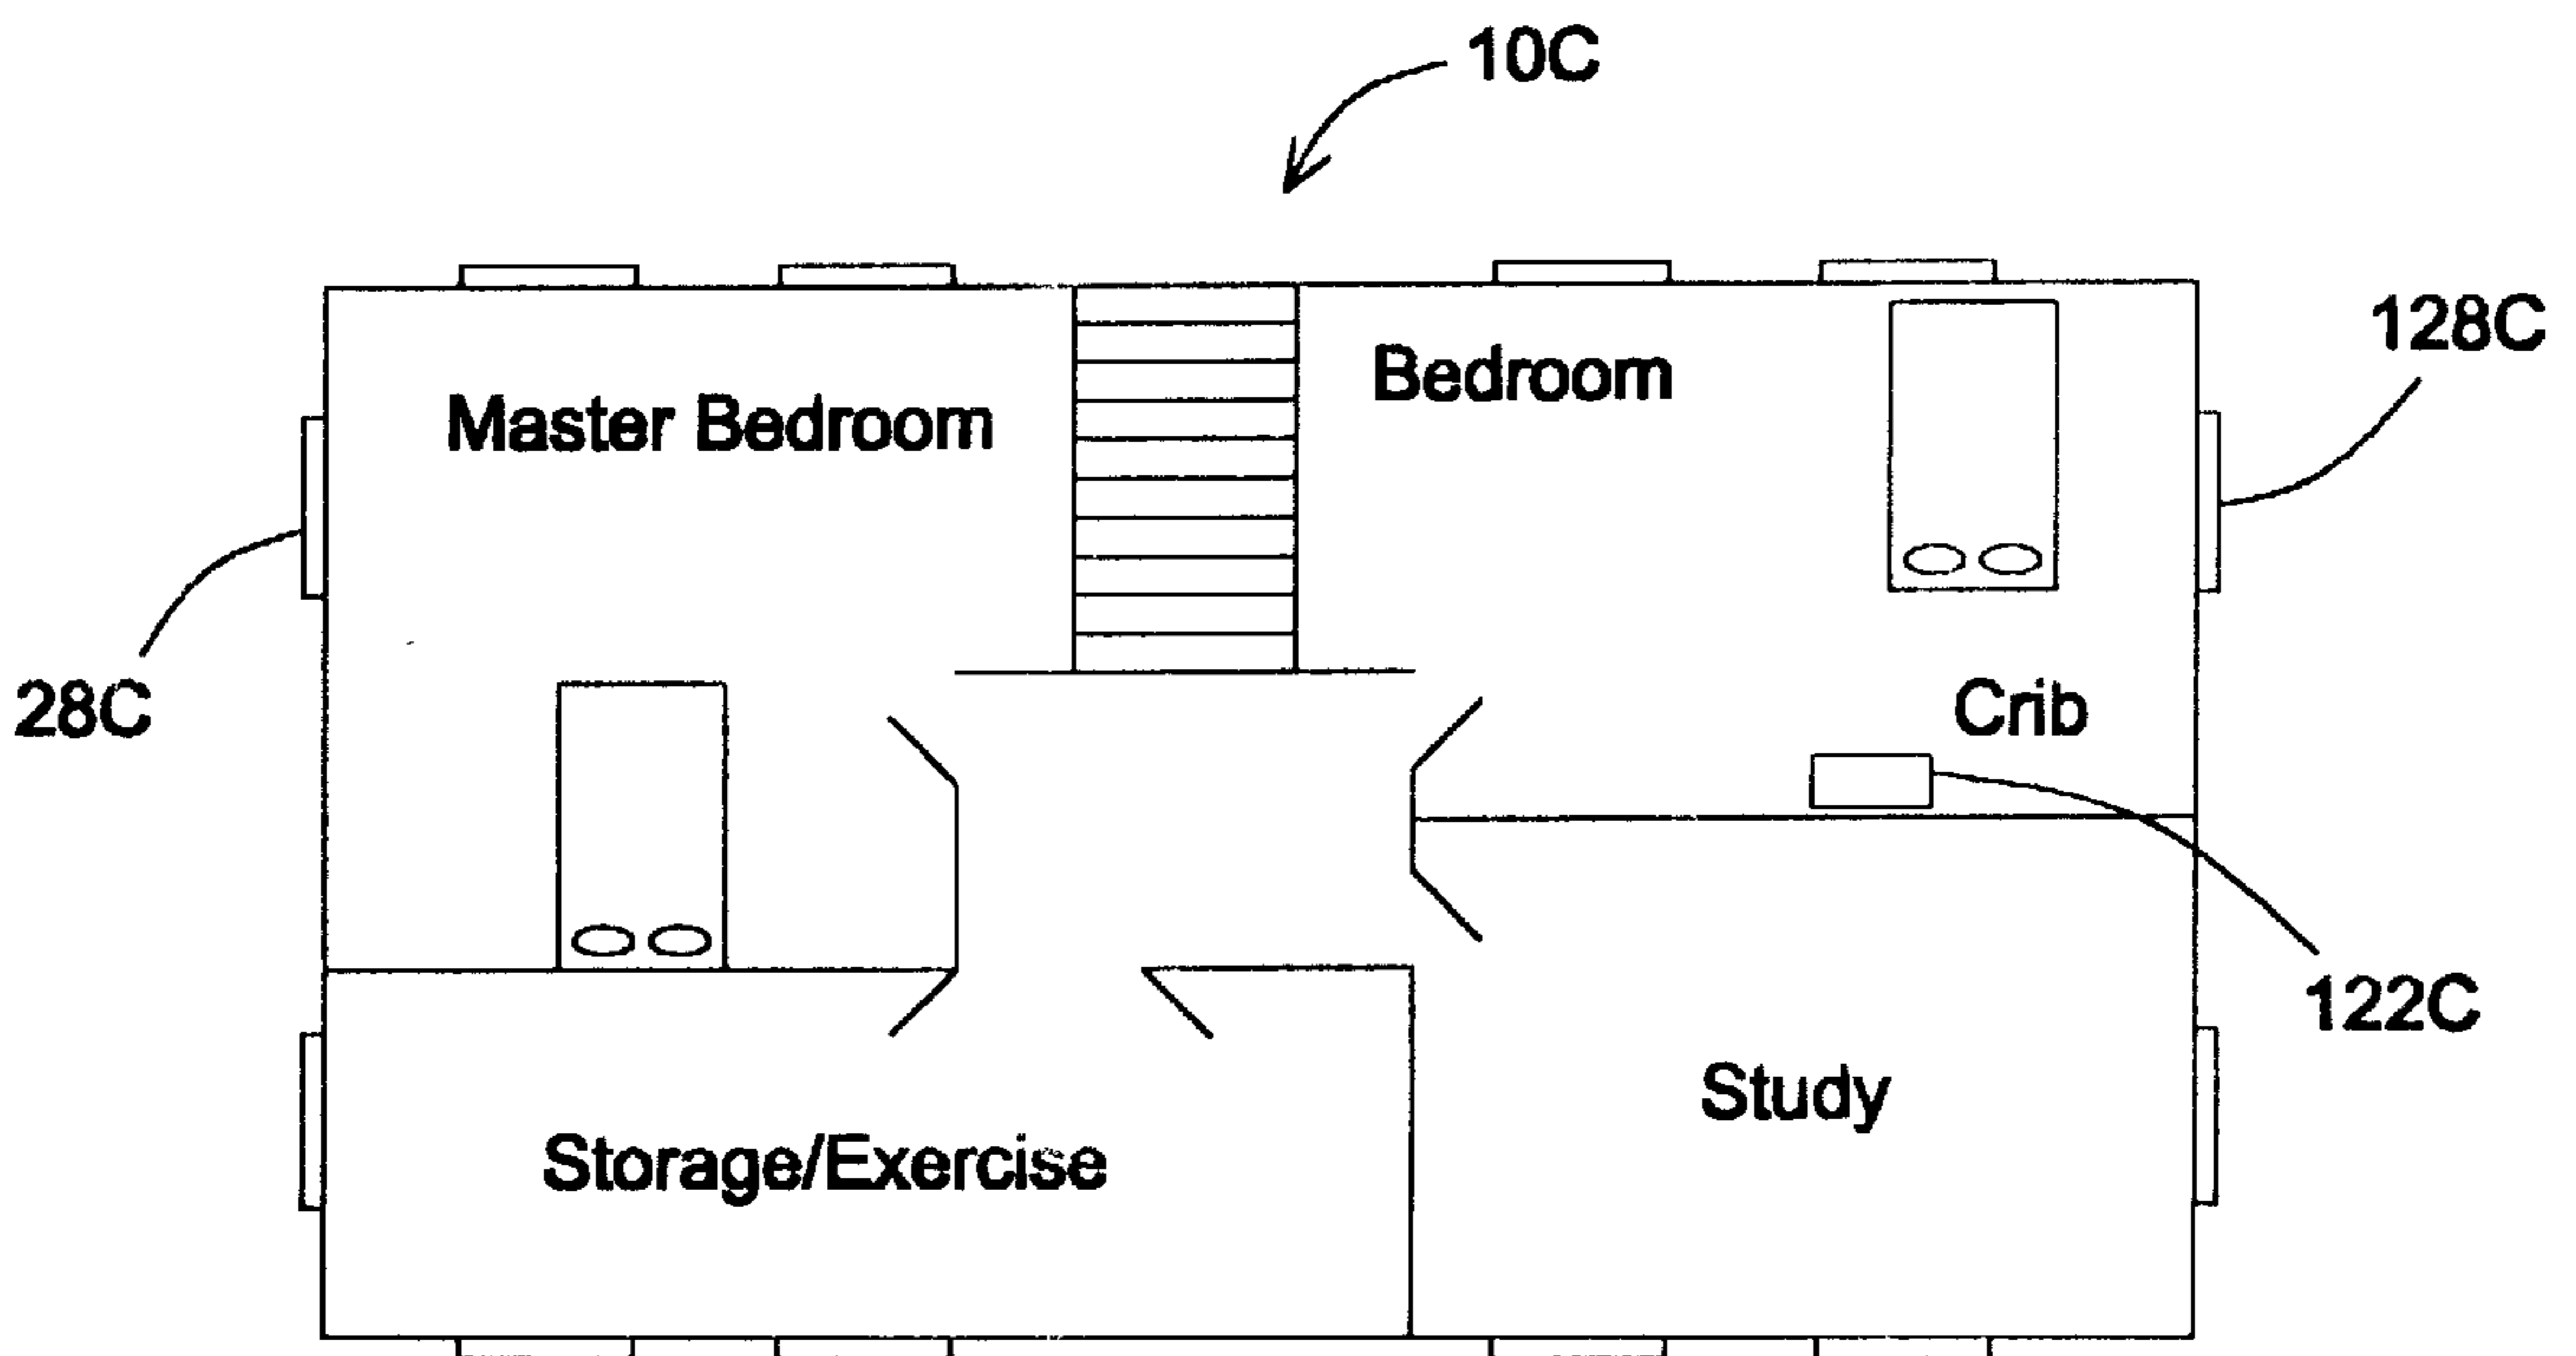 10C
128C
Bedroom
Master Bedroom
28C
Crib
122C
Study
Storage/Exercise